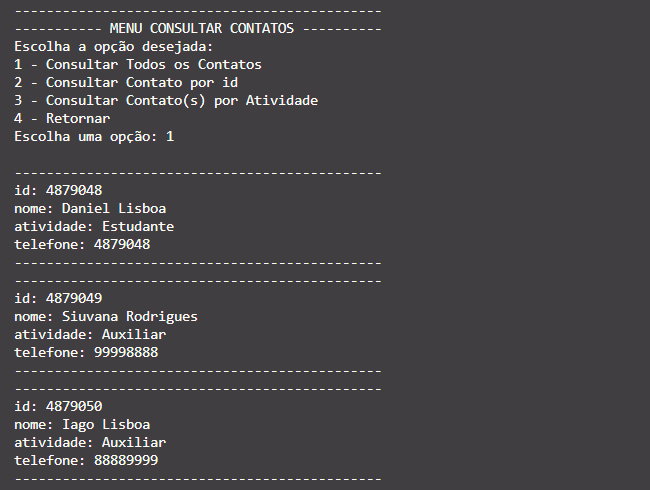 ----------------------------------------------
----------- MENU CONSULTAR CONTATOS ----------
Escolha a opção desejada:
1 - Consultar Todos os Contatos
2 - Consultar Contato por id
3 - Consultar Contato(s) por Atividade
4 - Retornar
Escolha uma opção: 1
----------------------------------------------
id: 4879048
nome: Daniel Lisboa
atividade: Estudante
telefone: 4879048
----------------------------------------------
----------------------------------------------
id: 4879049
nome: Siuvana Rodrigues
atividade: Auxiliar
telefone: 99998888
----------------------------------------------
----------------------------------------------
id: 4879050
nome: Iago Lisboa
atividade: Auxiliar
telefone: 88889999
----------------------------------------------